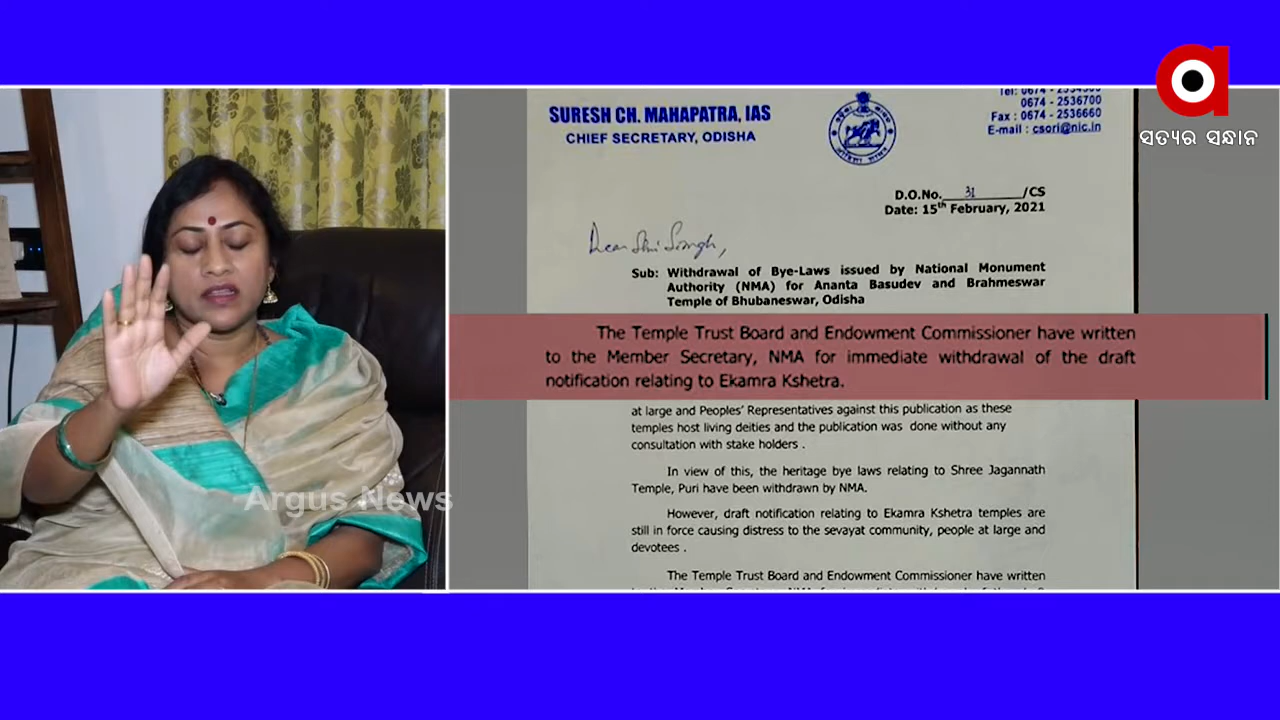 SURESH CH. MAHAPATRA, IAS
CHIEF SECRETARY, ODISHA
0674 - 2536700
Fax : 0674 - 2536660
E-mail : csori@nic.in
ସତ୍ୟର ସନ୍ଧାନ
D.O.No. 31 /CS
Date: 15th February, 2021
Dear Shri Singh,
Sub: Withdrawal of Bye-Laws issued by National Monument
Authority (NMA) for Ananta Basudev and Brahmeswar
Temple of Bhubaneswar, Odisha
The Temple Trust Board and Endowment Commissioner have written
to the Member Secretary, NMA for immediate withdrawal of the draft
notification relating to Ekamra Kshetra.
at large and Peoples' Representatives against this publication as these
temples host living deities and the publication was done without any
consultation with stake holders .
In view of this, the heritage bye laws relating to Shree Jagannath
Temple, Puri have been withdrawn by NMA.
However, draft notification relating to Ekamra Kshetra temples are
still in force causing distress to the sevayat community, people at large and
devotees .
The Temple Trust Board and Endowment Commissioner have written
Argus News